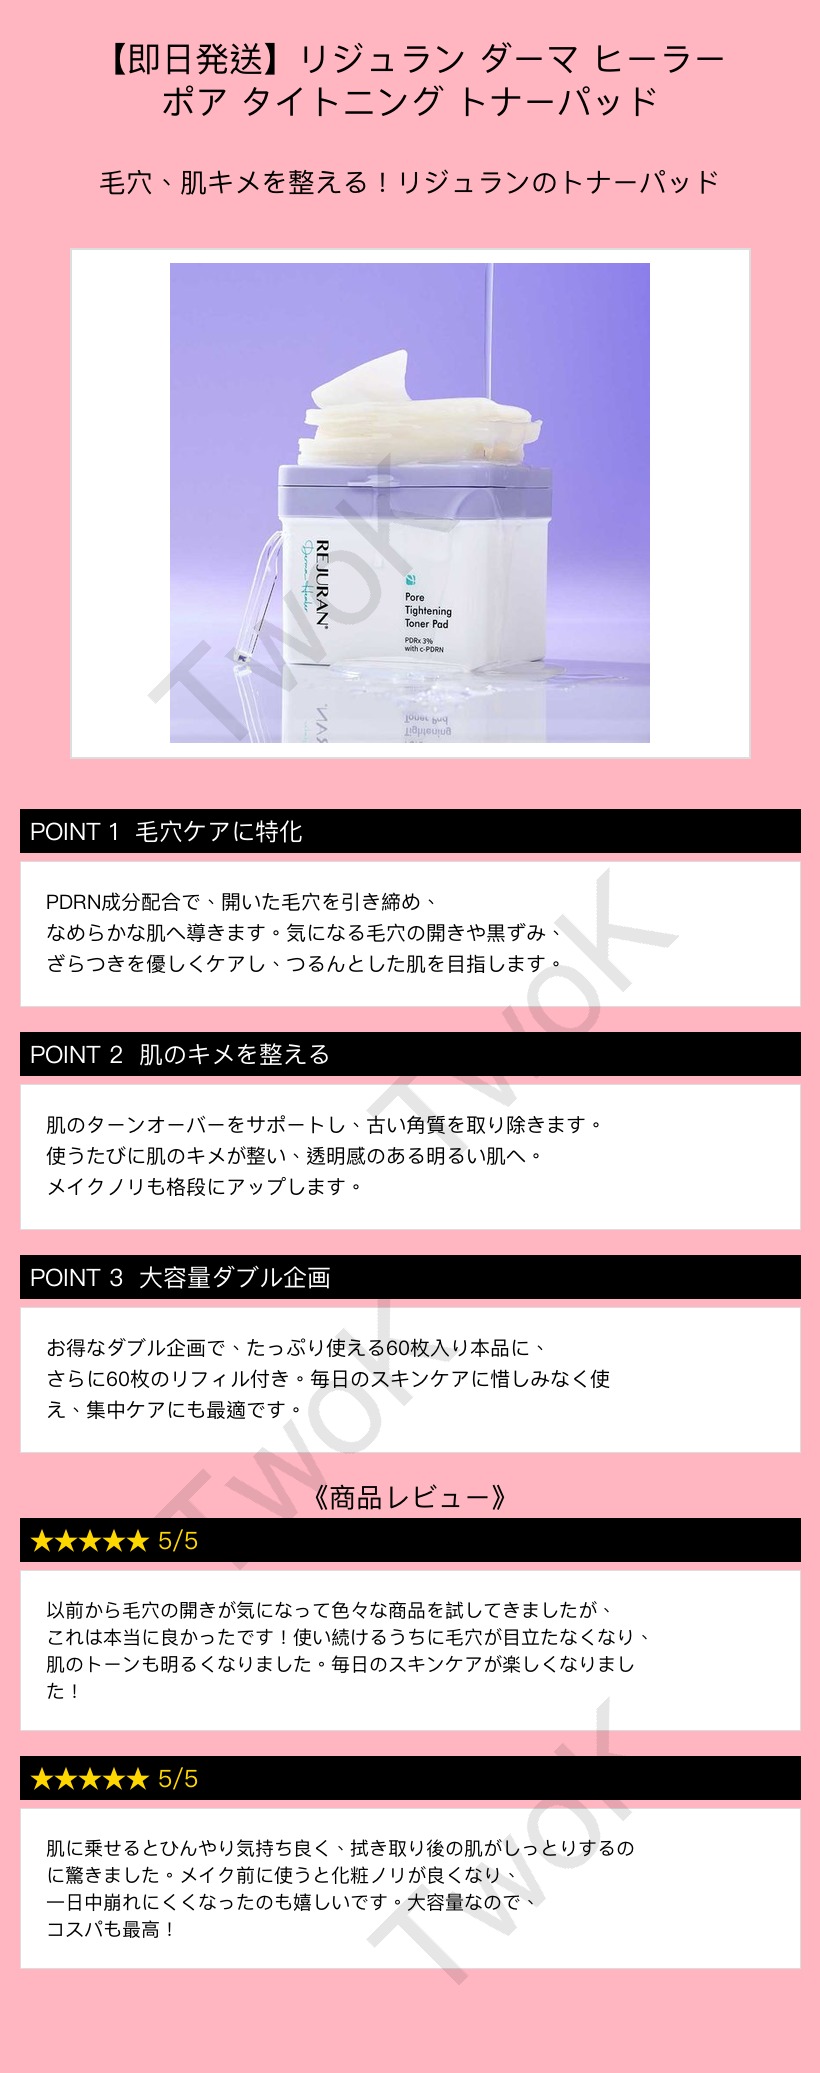 【即日発送】リジュラン ダーマ ヒーラー
ポア タイトニング トナーパッド
毛穴、肌キメを整える！リジュランのトナーパッド
REJURAN®
Derma Healer
Pore
Tightening
Toner Pad
PDRx 3%
with c-PDRN
TwoK
POINT 1 毛穴ケアに特化
PDRN成分配合で、開いた毛穴を引き締め、
なめらかな肌へ導きます。気になる毛穴の開きや黒ずみ、
ざらつきを優しくケアし、つるんとした肌を目指します。
TwoK
POINT 2 肌のキメを整える
肌のターンオーバーをサポートし、古い角質を取り除きます。
使うたびに肌のキメが整い、透明感のある明るい肌へ。
メイクノリも格段にアップします。
POINT 3 大容量ダブル企画
お得なダブル企画で、たっぷり使える60枚入り本品に、
さらに60枚のリフィル付き。毎日のスキンケアに惜しみなく使
え、集中ケアにも最適です。
TwoK
《商品レビュー》
★★★★★ 5/5
以前から毛穴の開きが気になって色々な商品を試してきましたが、
これは本当に良かったです！使い続けるうちに毛穴が目立たなくなり、
肌のトーンも明るくなりました。毎日のスキンケアが楽しくなりまし
た！
★★★★★ 5/5
肌に乗せるとひんやり気持ち良く、拭き取り後の肌がしっとりするの
に驚きました。メイク前に使うと化粧ノリが良くなり、
一日中崩れにくくなったのも嬉しいです。大容量なので、
コスパも最高！
TwoK